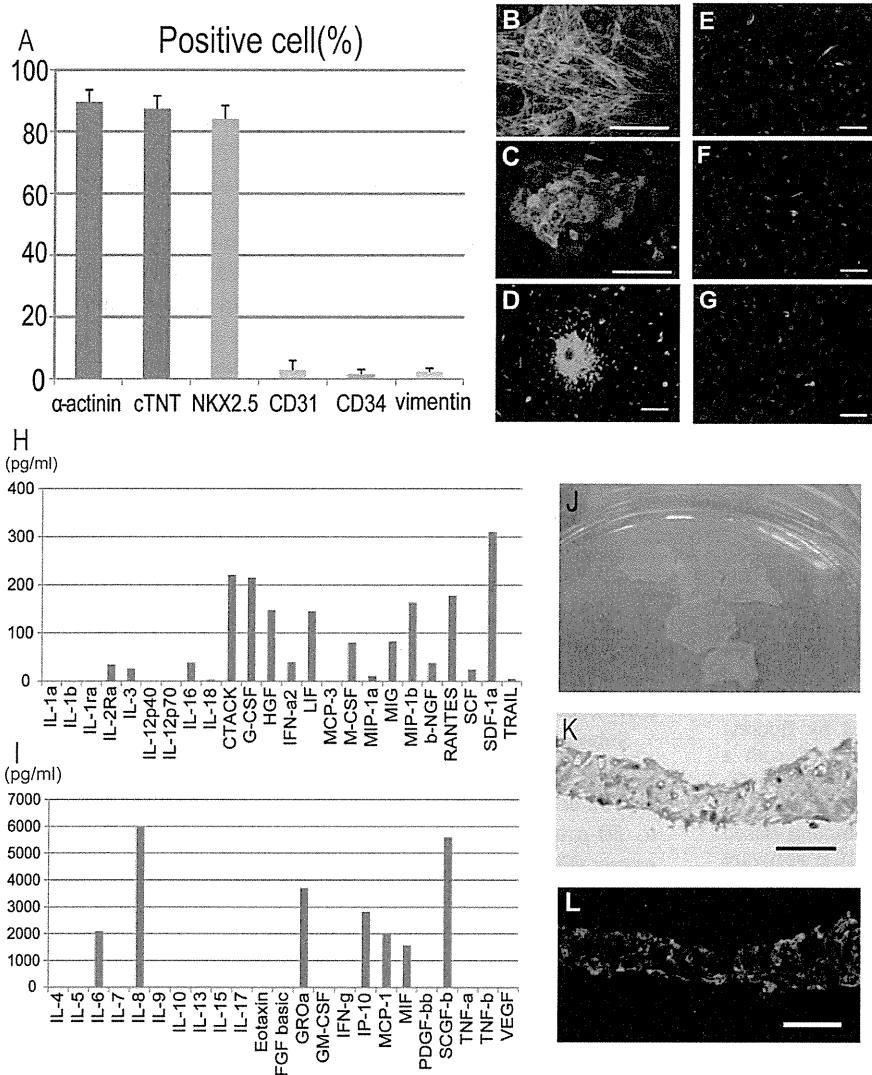 A
Positive cell(%)
100
80
60
40
20
0
α-actinin cTNT NKX2.5 CD31 CD34 vimentin
B
C
D
E
F
G
H
(pg/ml)
400
300
200
100
0
IL-1a
IL-1b
IL-1ra
IL-2Ra
IL-3
IL-12p40
IL-12p70
IL-16
IL-18
CTACK
G-CSF
HGF
IFN-a2
LIF
MCP-3
M-CSF
MIP-1a
MIG
MIP-1b
b-NGF
RANTES
SCF
SDF-1a
TRAIL
I
(pg/ml)
7000
6000
5000
4000
3000
2000
1000
0
IL-4
IL-5
IL-6
IL-7
IL-8
IL-9
IL-10
IL-13
IL-15
IL-17
Eotaxin
FGF basic
GROa
GM-CSF
IFN-g
IP-10
MCP-1
MIF
PDGF-bb
SCGF-b
TNF-a
TNF-b
VEGF
J
K
L